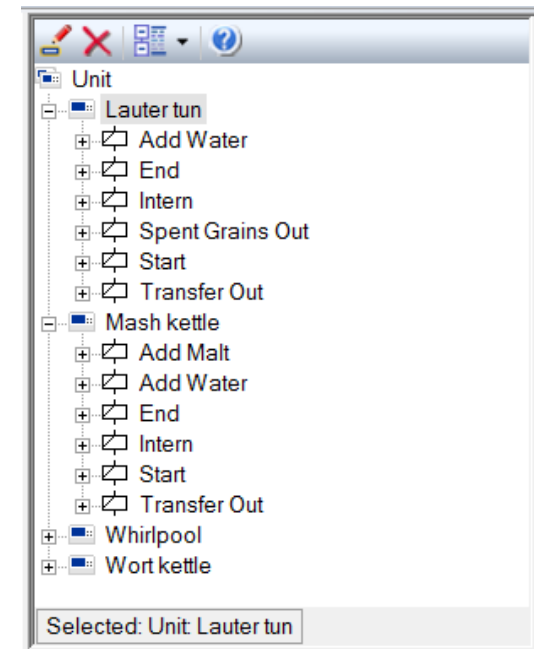 Unit
Lauter tun
Add Water
End
Intern
Spent Grains Out
Start
Transfer Out
Mash kettle
Add Malt
Add Water
End
Intern
Start
Transfer Out
Whirlpool
Wort kettle
Selected: Unit: Lauter tun